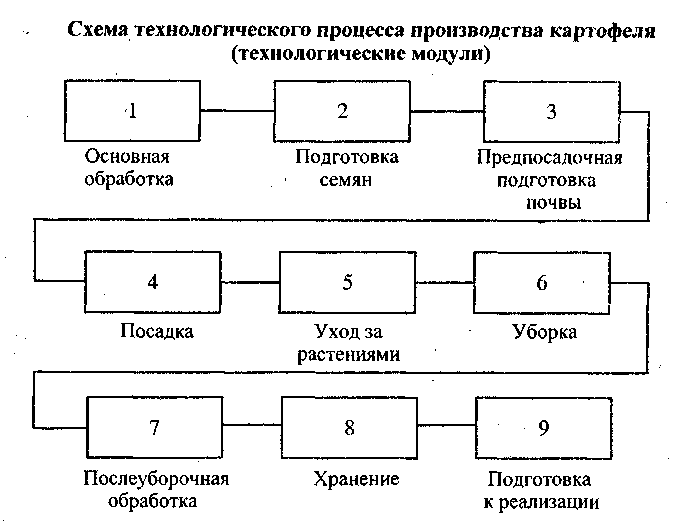 Схема технологического процесса производства картофеля
(технологические модули)
1
2
3
Основная
обработка
Подготовка
семян
Предпосадочная
подготовка
почвы
4
5
6
Посадка
Уход за
растениями
Уборка
7
8
9
Послеуборочная
обработка
Хранение
Подготовка
к реализации